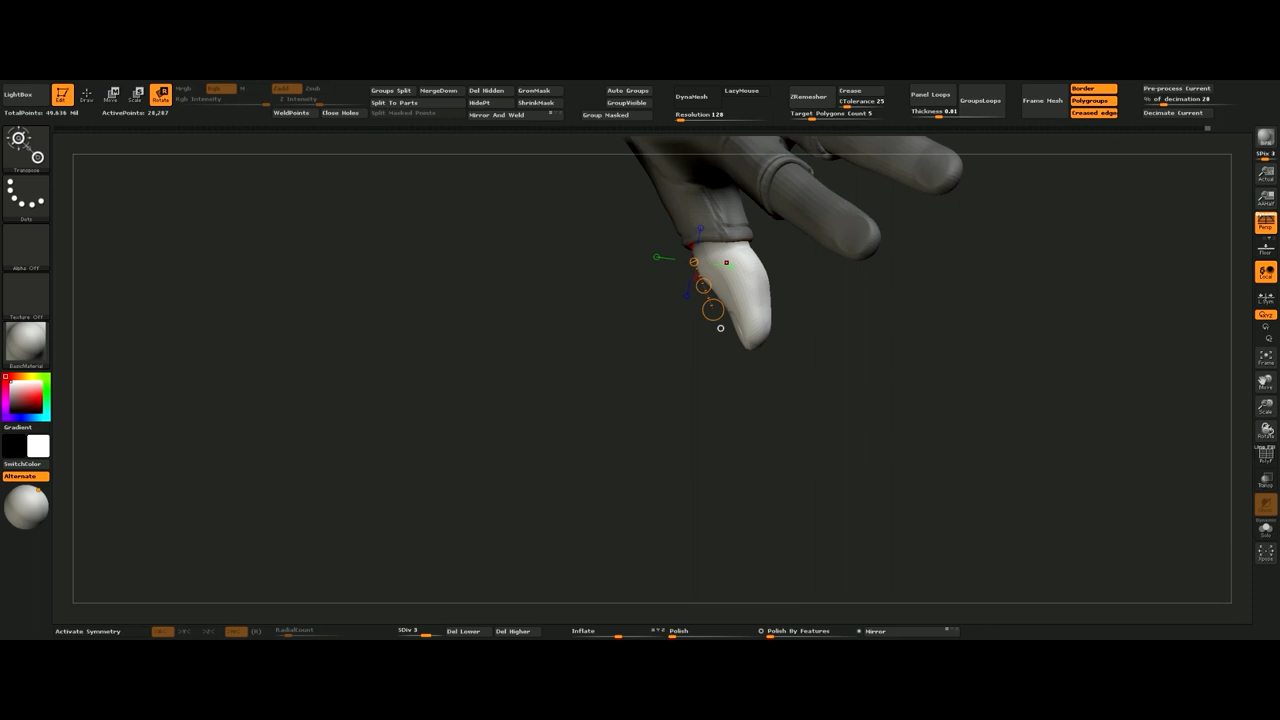 LightBox
Edit
Draw
Move
Scale
Rotate
Mrgb Rgb M
Rgb Intensity
Zadd Zsub
Z Intensity
Groups Split MergeDown Del Hidden GrowMask
Split To Parts HidePt ShrinkMask
WeldPoints Close Holes Split Masked Points Mirror And Weld
Auto Groups
GroupVisible
Group Masked
DynaMesh LazyMouse
Resolution 128
ZRemesher Crease
CTolerance 25
Target Polygons Count 5
Panel Loops GroupsLoops
Thickness 0.01
Frame Mesh
Border
Polygroups
Creased edges
Pre-process Current
% of decimation 20
Decimate Current
TotalPoints: 49.636 Mil ActivePoints: 28,287
Transpose
Dots
Alpha Off
Texture Off
BasicMaterial
Gradient
SwitchColor
Alternate
SPix 3
Actual
AAHalf
Persp
Floor
Local
L.Sym
XYZ
Frame
Move
Scale
Rotate
PolyF
Transp
Ghost
Dynamic
Solo
Xpose
Activate Symmetry >X< >Y< >Z< >M< (R) RadialCount
SDiv 3 Del Lower Del Higher
Inflate Polish Polish By Features Mirror